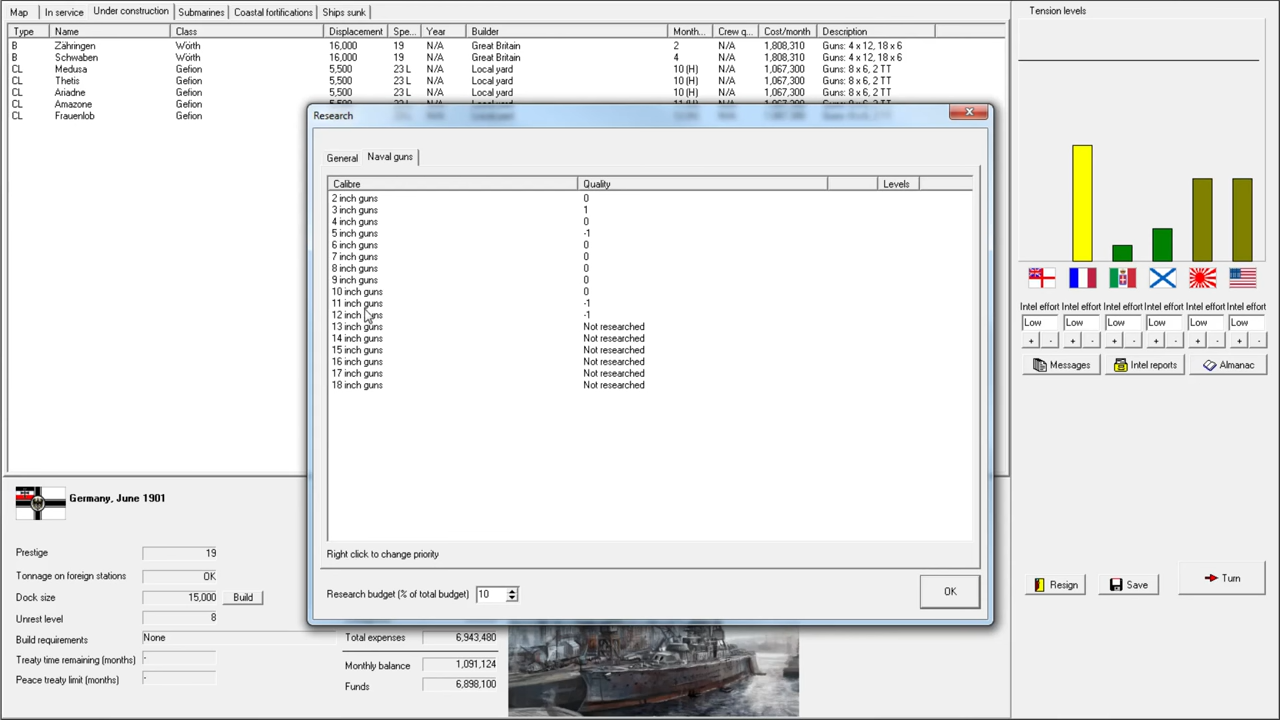 Map In service Under construction Submarines Coastal fortifications Ships sunk
Type Name Class Displacement Spe... Year Builder Month... Crew q... Cost/month Description
B Zähringen Wörth 16,000 19 N/A Great Britain 2 N/A 1,808,310 Guns: 4 x 12, 18 x 6
B Schwaben Wörth 16,000 19 N/A Great Britain 4 N/A 1,808,310 Guns: 4 x 12, 18 x 6
CL Medusa Gefion 5,500 23 L N/A Local yard 10 (H) N/A 1,067,300 Guns: 8 x 6, 2 TT
CL Thetis Gefion 5,500 23 L N/A Local yard 10 (H) N/A 1,067,300 Guns: 8 x 6, 2 TT
CL Ariadne Gefion 5,500 23 L N/A Local yard 10 (H) N/A 1,067,300 Guns: 8 x 6, 2 TT
CL Amazone Gefion
CL Frauenlob Gefion
Research
General Naval guns
Calibre Quality Levels
2 inch guns 0
3 inch guns 1
4 inch guns 0
5 inch guns -1
6 inch guns 0
7 inch guns 0
8 inch guns 0
9 inch guns 0
10 inch guns 0
11 inch guns -1
12 inch guns -1
13 inch guns Not researched
14 inch guns Not researched
15 inch guns Not researched
16 inch guns Not researched
17 inch guns Not researched
18 inch guns Not researched
Right click to change priority
Research budget (% of total budget) 10
OK
Tension levels
Intel effort Intel effort Intel effort Intel effort Intel effort Intel effort
Low Low Low Low Low Low
+ - + - + - + - + - + -
Messages Intel reports Almanac
Resign Save Turn
Germany, June 1901
Prestige 19
Tonnage on foreign stations OK
Dock size 15,000 Build
Unrest level 8
Build requirements None
Treaty time remaining (months) -
Peace treaty limit (months) -
Total expenses 6,943,480
Monthly balance 1,091,124
Funds 6,898,100